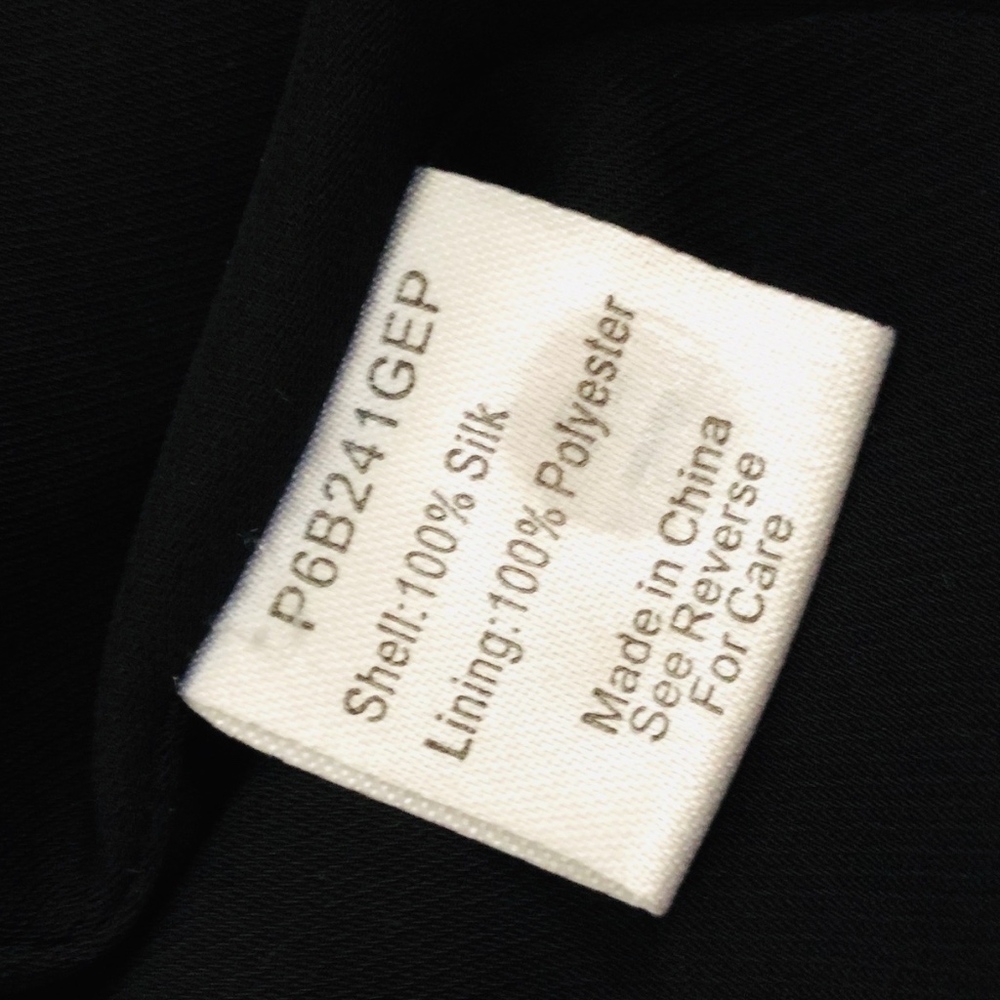 P6B241GEP
Shell:100% Silk
Lining:100% Polyester
Made in China
See Reverse
For Care